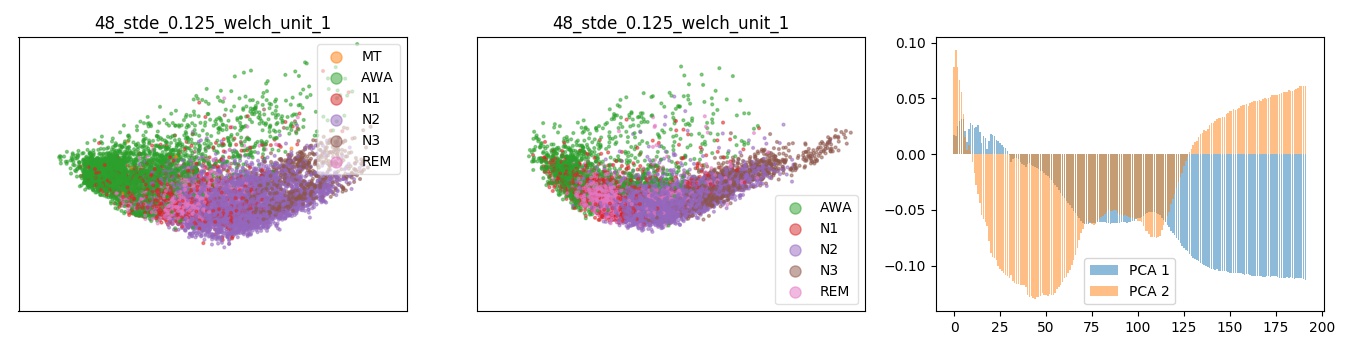 48_stde_0.125_welch_unit_1
MT
AWA
N1
N2
N3
REM
48_stde_0.125_welch_unit_1
AWA
N1
N2
N3
REM
0.10
0.05
0.00
−0.05
−0.10
PCA 1
PCA 2
0 25 50 75 100 125 150 175 200